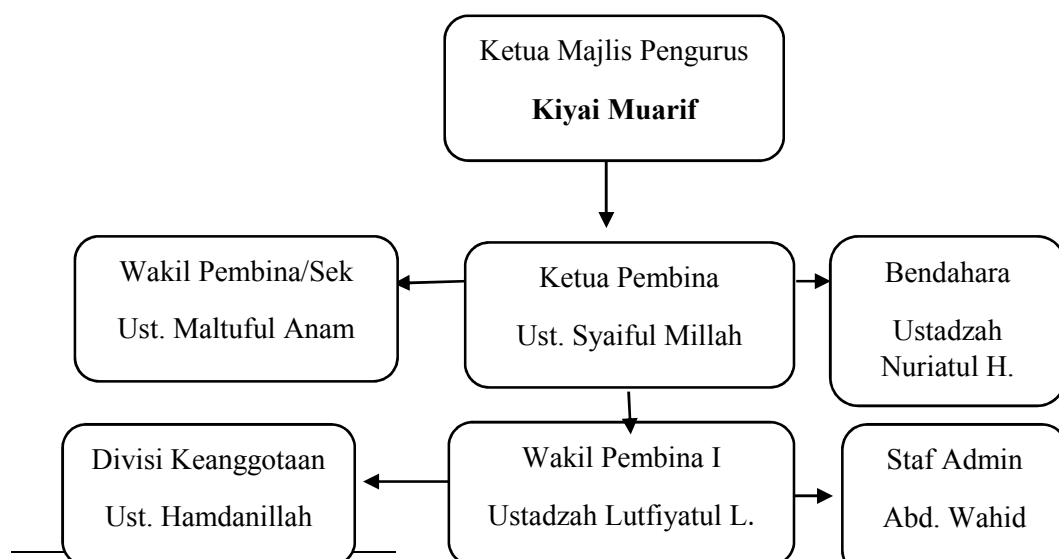 Ketua Majlis Pengurus
Kiyai Muarif
Wakil Pembina/Sek
Ust. Maltuful Anam
Ketua Pembina
Ust. Syaiful Millah
Bendahara
Ustadzah
Nuriatul H.
Divisi Keanggotaan
Ust. Hamdanillah
Wakil Pembina I
Ustadzah Lutfiyatul L.
Staf Admin
Abd. Wahid